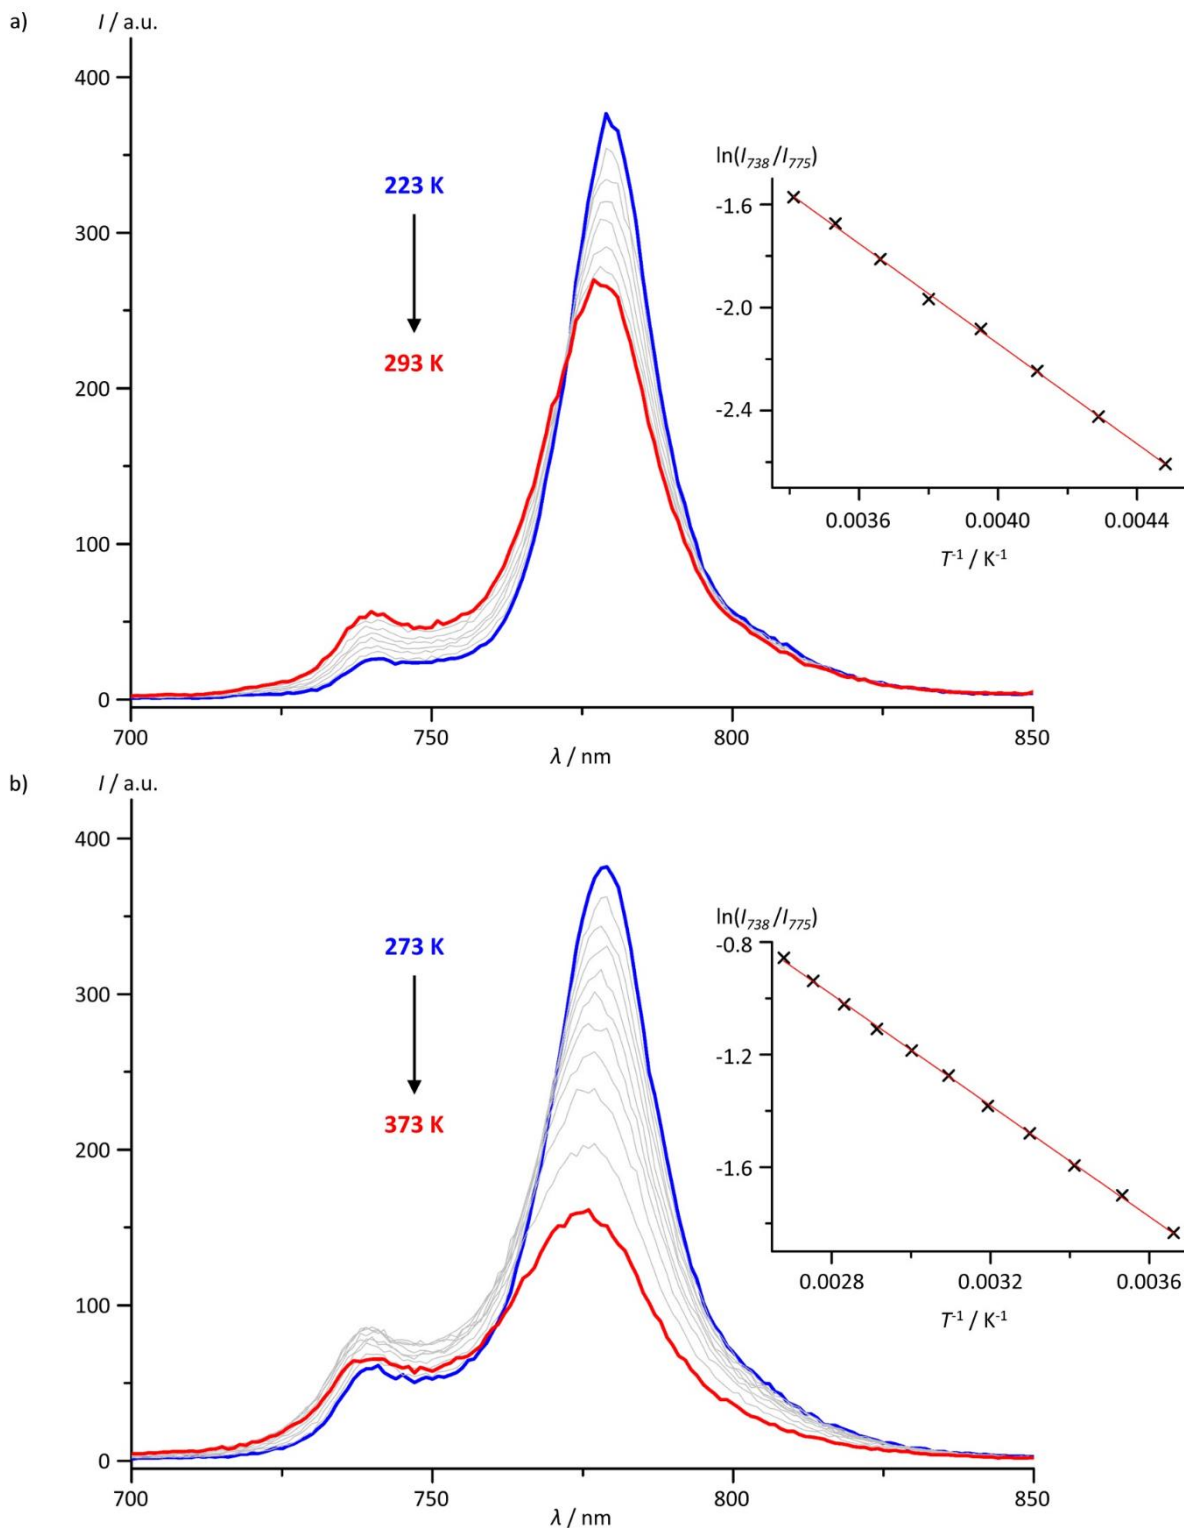 a)
I / a.u.
400
300
200
100
0
700
750
800
850
λ / nm
223 K
293 K
ln(I738/I775)
-1.6
-2.0
-2.4
0.0036
0.0040
0.0044
T-1 / K-1
b)
I / a.u.
400
300
200
100
0
700
750
800
850
λ / nm
273 K
373 K
ln(I738/I775)
-0.8
-1.2
-1.6
0.0028
0.0032
0.0036
T-1 / K-1